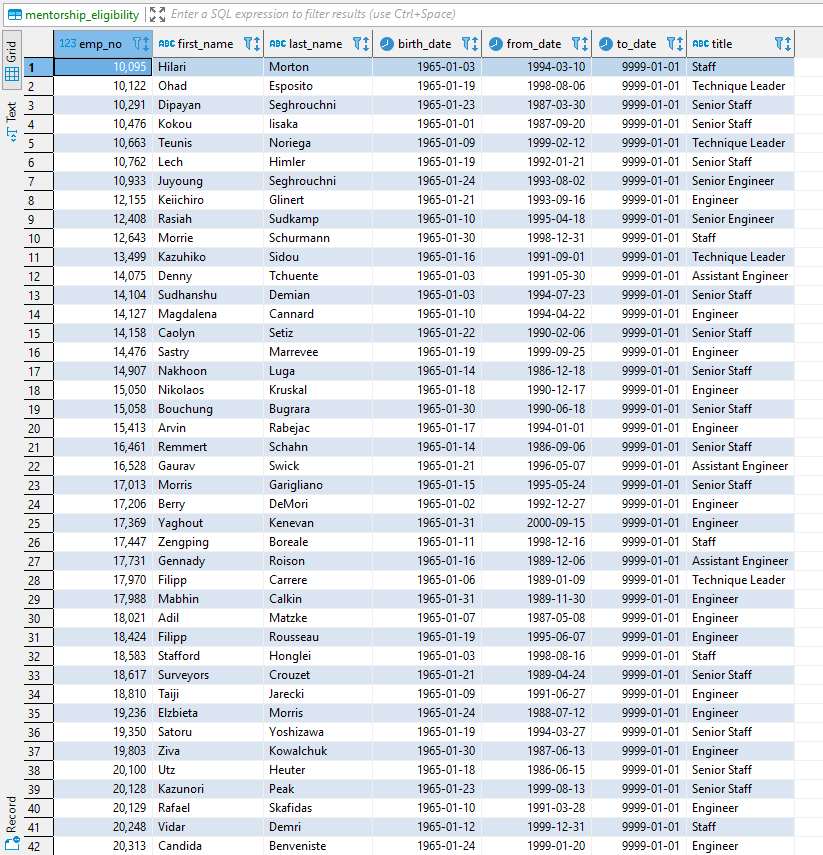 mentorship_eligibility Enter a SQL expression to filter results (use Ctrl+Space)
Grid
Text
Record
123 emp_no ABC first_name ABC last_name birth_date from_date to_date ABC title
1 10,095 Hilari Morton 1965-01-03 1994-03-10 9999-01-01 Staff
2 10,122 Ohad Esposito 1965-01-19 1998-08-06 9999-01-01 Technique Leader
3 10,291 Dipayan Seghrouchni 1965-01-23 1987-03-30 9999-01-01 Senior Staff
4 10,476 Kokou Iisaka 1965-01-01 1987-09-20 9999-01-01 Senior Staff
5 10,663 Teunis Noriega 1965-01-09 1999-02-12 9999-01-01 Technique Leader
6 10,762 Lech Himler 1965-01-19 1992-01-21 9999-01-01 Senior Staff
7 10,933 Juyoung Seghrouchni 1965-01-24 1993-08-02 9999-01-01 Senior Engineer
8 12,155 Keiichiro Glinert 1965-01-21 1993-09-16 9999-01-01 Engineer
9 12,408 Rasiah Sudkamp 1965-01-10 1995-04-18 9999-01-01 Senior Engineer
10 12,643 Morrie Schurmann 1965-01-30 1998-12-31 9999-01-01 Staff
11 13,499 Kazuhiko Sidou 1965-01-16 1991-09-01 9999-01-01 Technique Leader
12 14,075 Denny Tchuente 1965-01-03 1991-05-30 9999-01-01 Assistant Engineer
13 14,104 Sudhanshu Demian 1965-01-03 1994-07-23 9999-01-01 Senior Staff
14 14,127 Magdalena Cannard 1965-01-10 1994-04-22 9999-01-01 Engineer
15 14,158 Caolyn Setiz 1965-01-22 1990-02-06 9999-01-01 Senior Staff
16 14,476 Sastry Marrevee 1965-01-19 1999-09-25 9999-01-01 Engineer
17 14,907 Nakhoon Luga 1965-01-14 1986-12-18 9999-01-01 Senior Staff
18 15,050 Nikolaos Kruskal 1965-01-18 1990-12-17 9999-01-01 Engineer
19 15,058 Bouchung Bugrara 1965-01-30 1990-06-18 9999-01-01 Senior Staff
20 15,413 Arvin Rabejac 1965-01-17 1994-01-01 9999-01-01 Engineer
21 16,461 Remmert Schahn 1965-01-14 1986-09-06 9999-01-01 Senior Staff
22 16,528 Gaurav Swick 1965-01-21 1996-05-07 9999-01-01 Assistant Engineer
23 17,013 Morris Garigliano 1965-01-15 1995-05-24 9999-01-01 Senior Staff
24 17,206 Berry DeMori 1965-01-02 1992-12-27 9999-01-01 Engineer
25 17,369 Yaghout Kenevan 1965-01-31 2000-09-15 9999-01-01 Engineer
26 17,447 Zengping Boreale 1965-01-11 1998-12-16 9999-01-01 Staff
27 17,731 Gennady Roison 1965-01-16 1989-12-06 9999-01-01 Assistant Engineer
28 17,970 Filipp Carrere 1965-01-06 1989-01-09 9999-01-01 Technique Leader
29 17,988 Mabhin Calkin 1965-01-31 1989-11-30 9999-01-01 Engineer
30 18,021 Adil Matzke 1965-01-07 1987-05-08 9999-01-01 Engineer
31 18,424 Filipp Rousseau 1965-01-19 1995-06-07 9999-01-01 Engineer
32 18,583 Stafford Honglei 1965-01-03 1998-08-16 9999-01-01 Staff
33 18,617 Surveyors Crouzet 1965-01-21 1989-04-24 9999-01-01 Senior Staff
34 18,810 Taiji Jarecki 1965-01-09 1991-06-27 9999-01-01 Engineer
35 19,236 Elzbieta Morris 1965-01-24 1988-07-12 9999-01-01 Engineer
36 19,350 Satoru Yoshizawa 1965-01-19 1994-03-27 9999-01-01 Senior Staff
37 19,803 Ziva Kowalchuk 1965-01-30 1987-06-13 9999-01-01 Engineer
38 20,100 Utz Heuter 1965-01-18 1986-06-15 9999-01-01 Senior Staff
39 20,128 Kazunori Peak 1965-01-23 1999-08-13 9999-01-01 Senior Staff
40 20,129 Rafael Skafidas 1965-01-10 1991-03-28 9999-01-01 Engineer
41 20,248 Vidar Demri 1965-01-12 1999-12-31 9999-01-01 Staff
42 20,313 Candida Benveniste 1965-01-24 1999-01-20 9999-01-01 Engineer